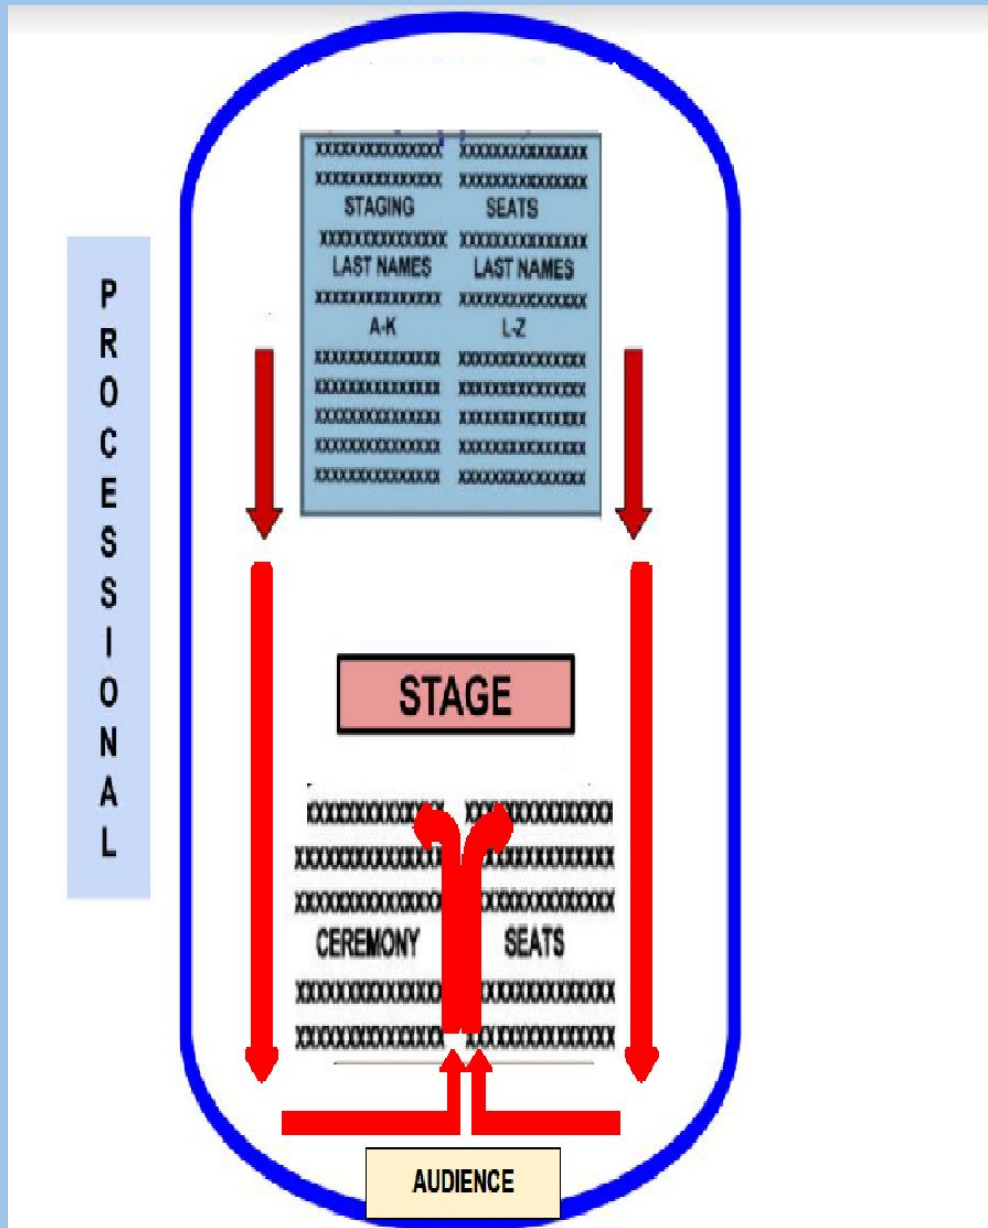 PROCESSIONAL
STAGING SEATS
LAST NAMES LAST NAMES
A-K L-Z
STAGE
CEREMONY SEATS
AUDIENCE